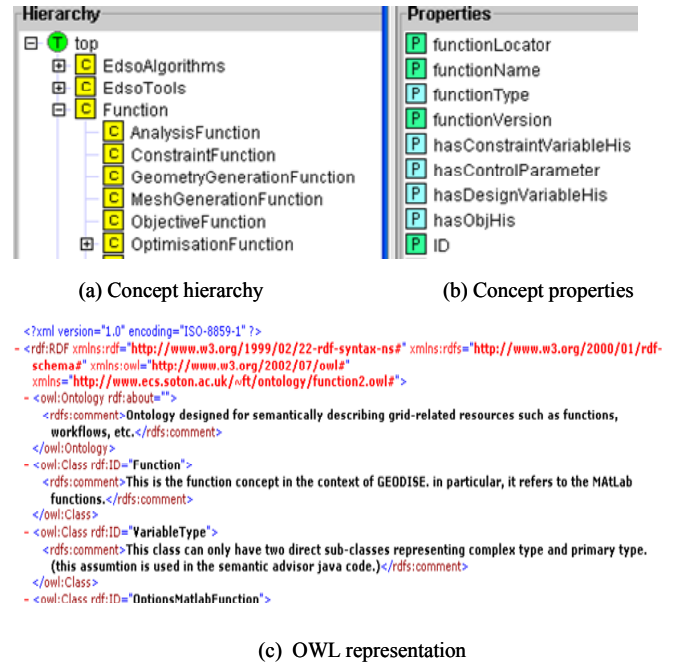 Hierarchy
T top
C EdsoAlgorithms
C EdsoTools
C Function
C AnalysisFunction
C ConstraintFunction
C GeometryGenerationFunction
C MeshGenerationFunction
C ObjectiveFunction
C OptimisationFunction
Properties
P functionLocator
P functionName
P functionType
P functionVersion
P hasConstraintVariableHis
P hasControlParameter
P hasDesignVariableHis
P hasObjHis
P ID
(a) Concept hierarchy
(b) Concept properties
<?xml version="1.0" encoding="ISO-8859-1" ?>
- <rdf:RDF xmlns:rdf="http://www.w3.org/1999/02/22-rdf-syntax-ns#" xmlns:rdfs="http://www.w3.org/2000/01/rdf-
schema#" xmlns:owl="http://www.w3.org/2002/07/owl#"
xmlns="http://www.ecs.soton.ac.uk/~ft/ontology/function2.owl#">
- <owl:Ontology rdf:about="">
<rdfs:comment>Ontology designed for semantically describing grid-related resources such as functions,
workflows, etc.</rdfs:comment>
</owl:Ontology>
- <owl:Class rdf:ID="Function">
<rdfs:comment>This is the function concept in the context of GEODISE. in particular, it refers to the MAtLab
functions.</rdfs:comment>
</owl:Class>
- <owl:Class rdf:ID="VariableType">
<rdfs:comment>This class can only have two direct sub-classes representing complex type and primary type.
(this assumtion is used in the semantic advisor java code.)</rdfs:comment>
</owl:Class>
- <owl:Class rdf:ID="OptionsMatlabFunction">
(c) OWL representation